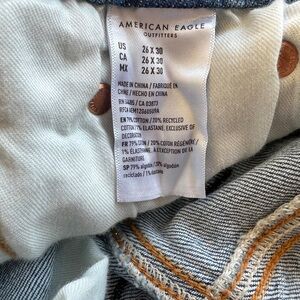 AMERICAN EAGLE
OUTFITTERS
US 26 X 30
CA 26 X 30
MX 26 X 30
MADE IN CHINA / FABRIQUÉ EN
CHINE / HECHO EN CHINA
RN 54485 / CA 03873
EN 79% COTTON / 20% RECYCLED
COTTON/1% ELASTANE, EXCLUSIVE OF
DECORATION
FR 79% COTON / 20% COTON RÉGÉNÉRÉ /
1% ÉLASTHANNE, À L'EXCEPTION DE LA
GARNITURE
SP 79% algodón / 20% algodón
reciclado / 1% elastano